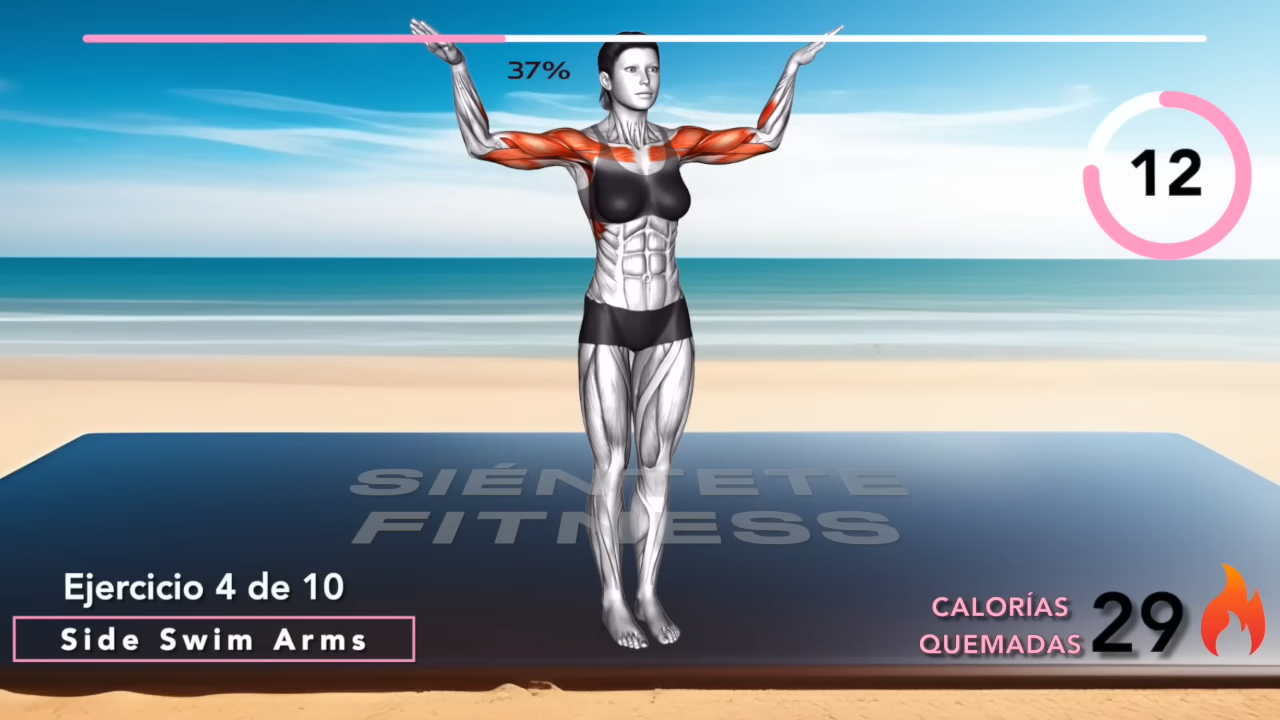 37%
12
SIÉNTETE
FITNESS
Ejercicio 4 de 10
Side Swim Arms
CALORÍAS
QUEMADAS 29